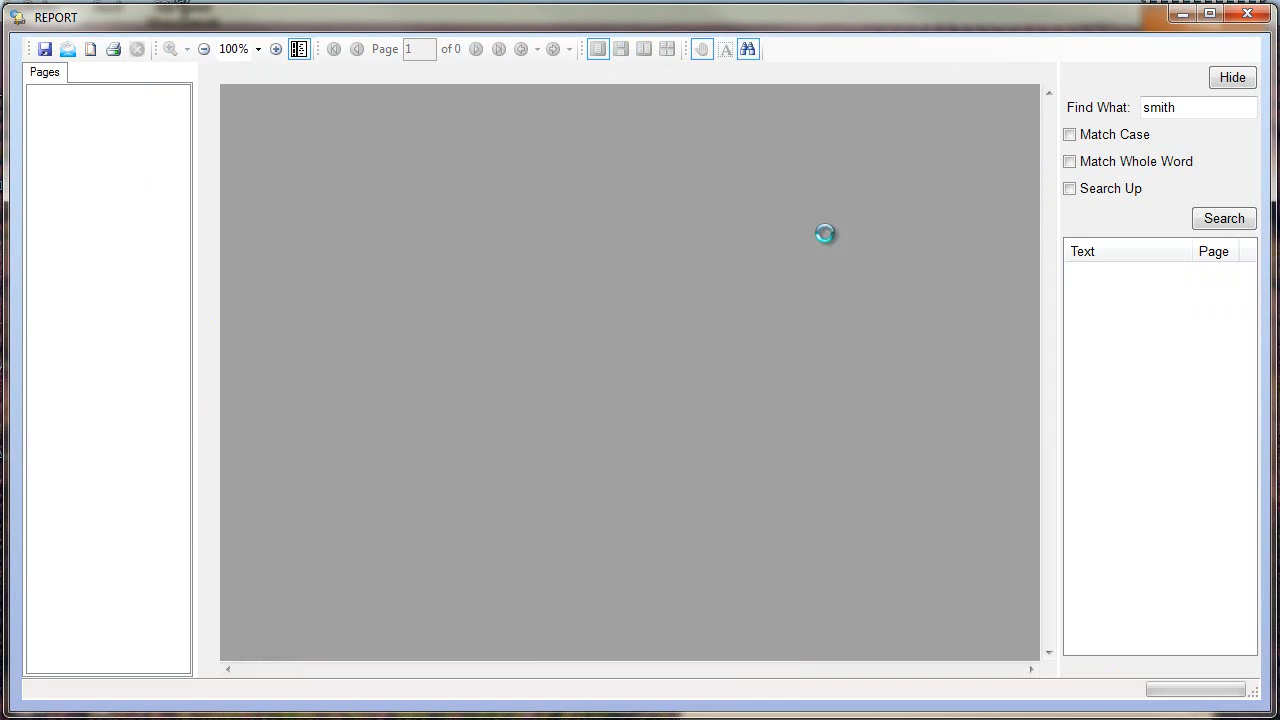 REPORT
100%
Page 1 of 0
Pages
Hide
Find What: smith
Match Case
Match Whole Word
Search Up
Search
Text Page